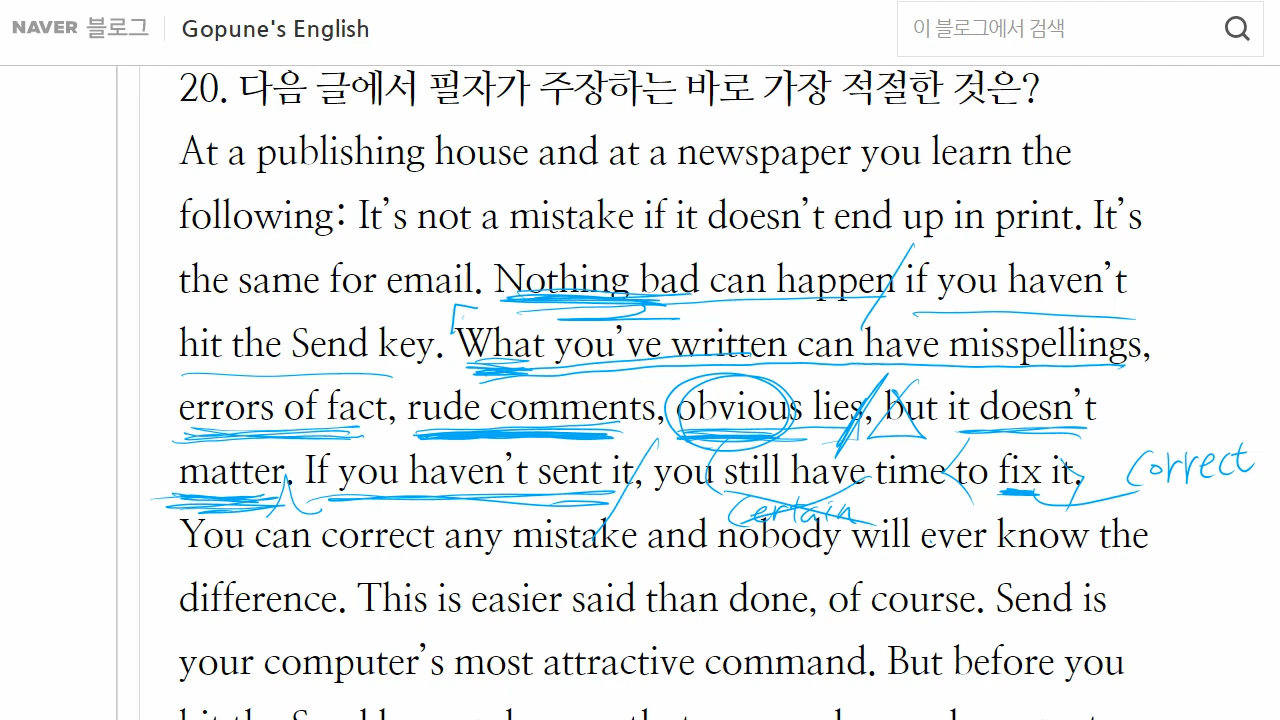 NAVER 블로그 Gopune's English 이 블로그에서 검색
20. 다음 글에서 필자가 주장하는 바로 가장 적절한 것은?
At a publishing house and at a newspaper you learn the
following: It's not a mistake if it doesn't end up in print. It's
the same for email. Nothing bad can happen if you haven't
hit the Send key. What you've written can have misspellings,
errors of fact, rude comments, obvious lies, but it doesn't
matter. If you haven't sent it, you still have time to fix it.
correct
certain
You can correct any mistake and nobody will ever know the
difference. This is easier said than done, of course. Send is
your computer's most attractive command. But before you